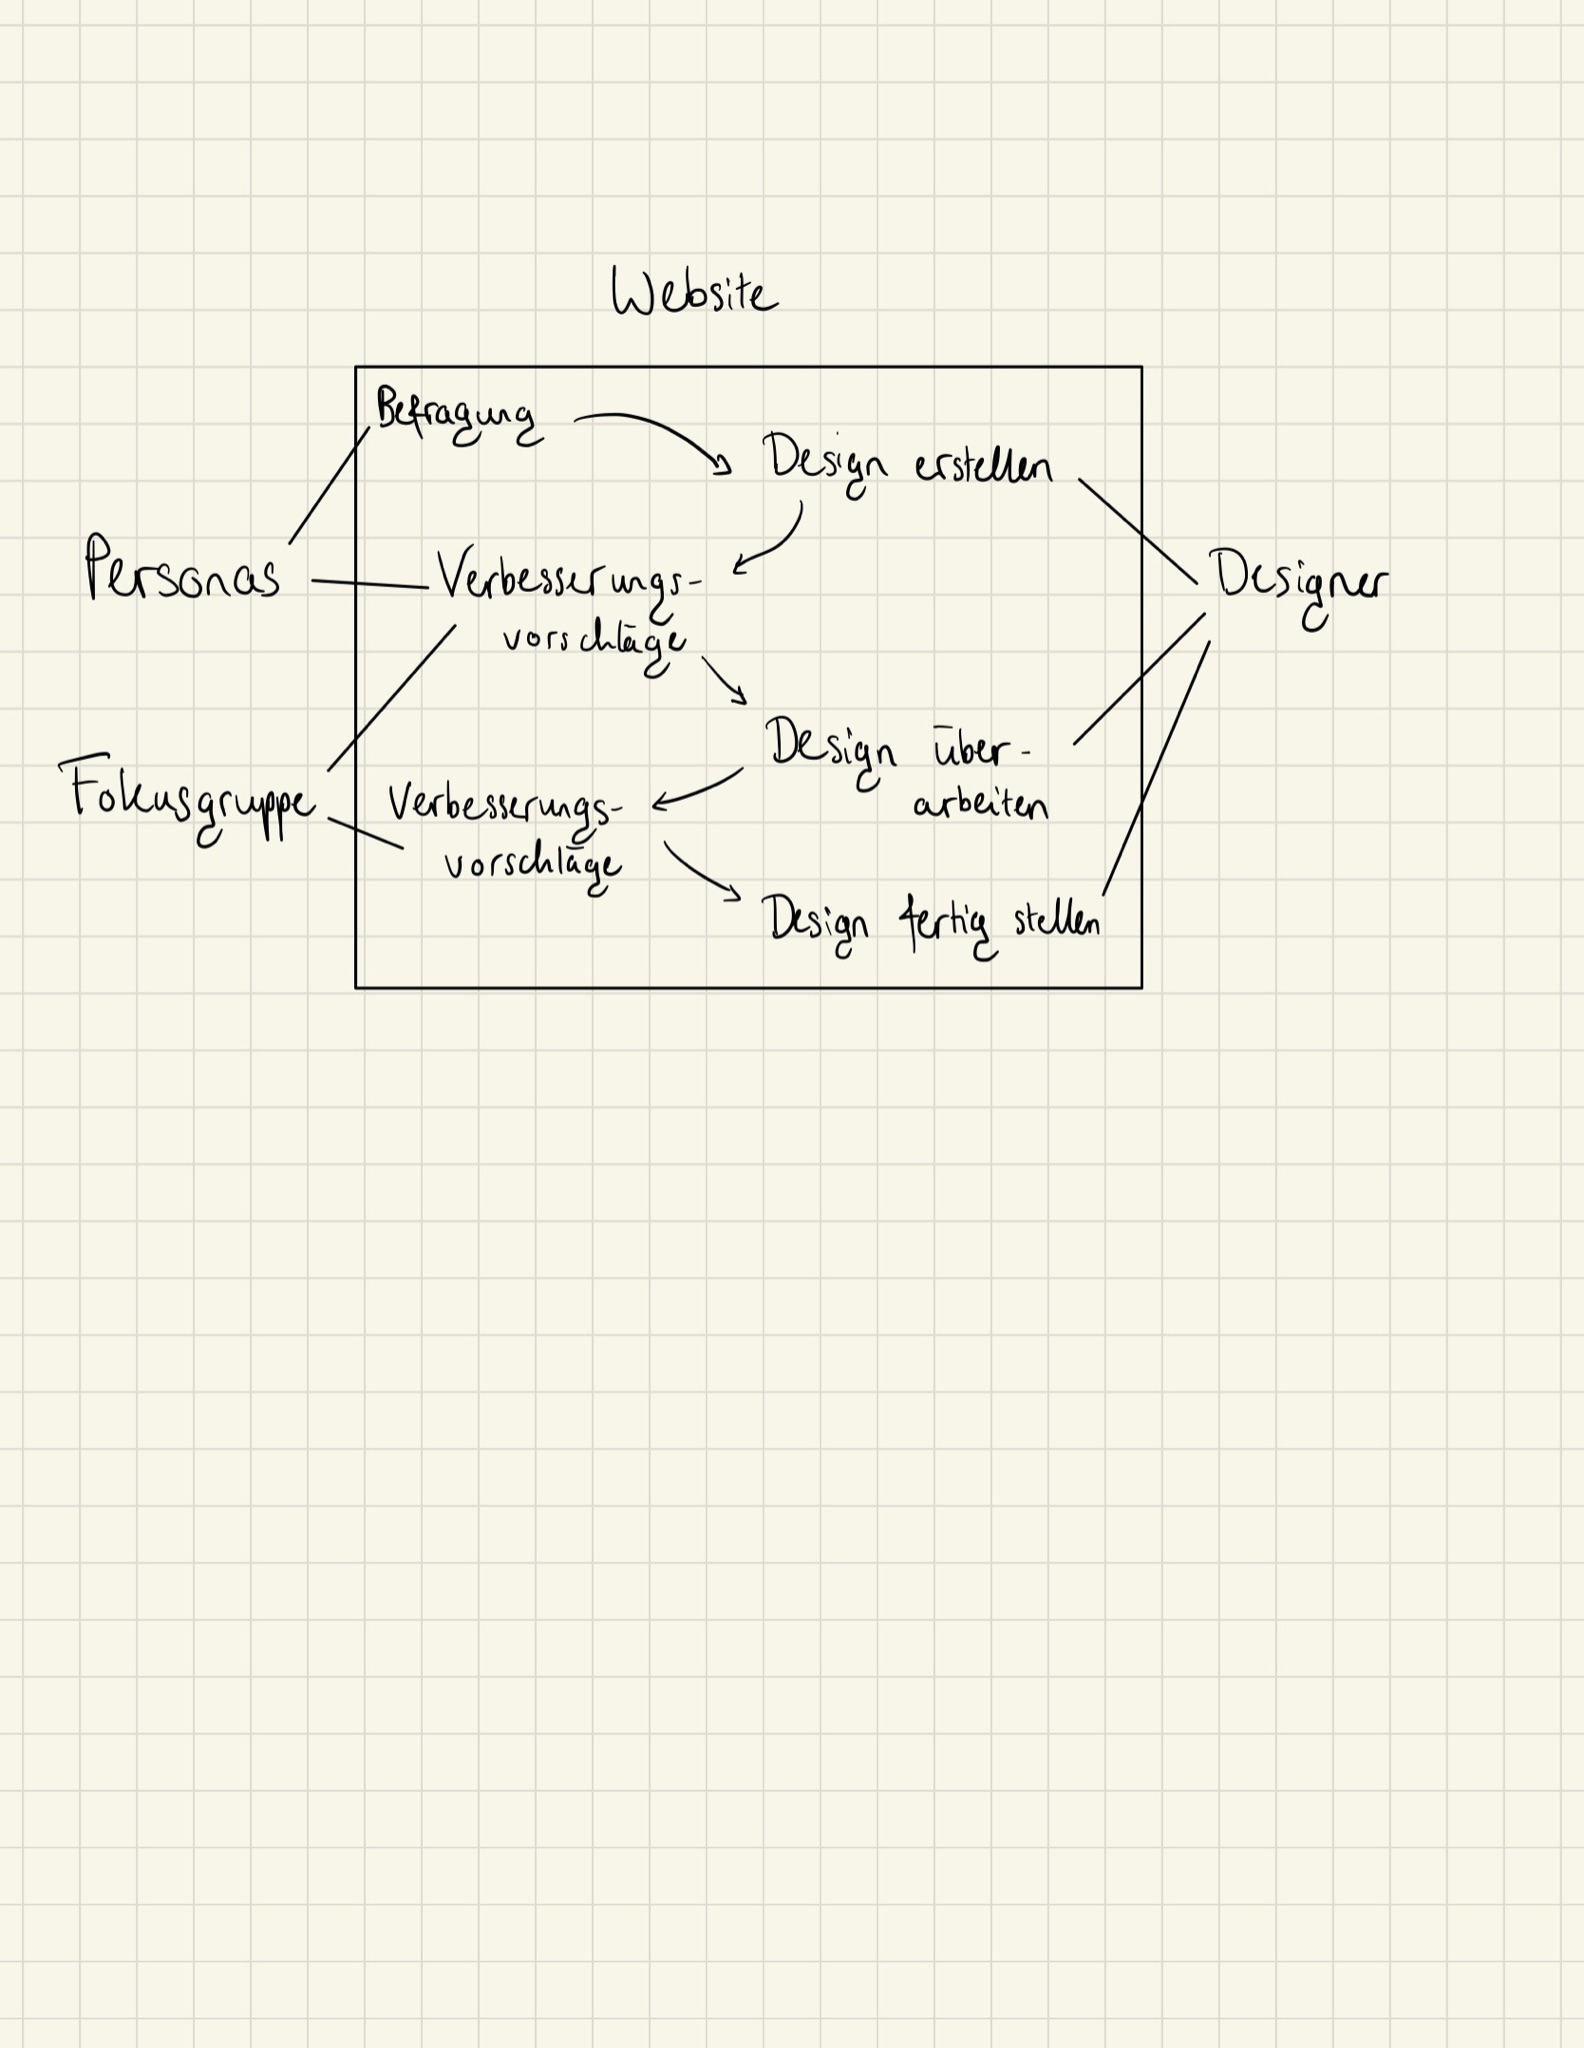 Website
Befragung
Design erstellen
Personas
Verbesserungs-
vorschläge
Designer
Design über-
arbeiten
Fokusgruppe
Verbesserungs-
vorschläge
Design fertig stellen